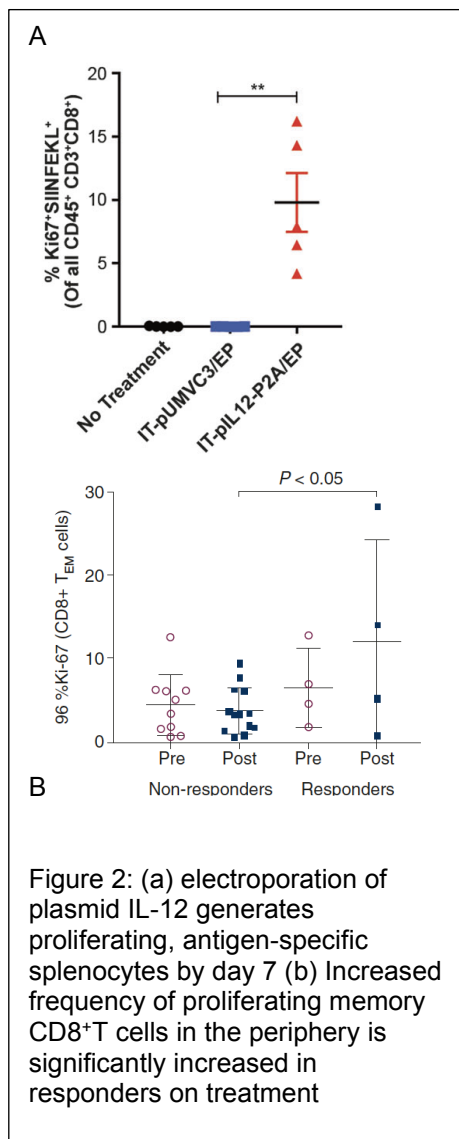 A
% Ki67⁺SIINFEKL⁺
(Of all CD45⁺ CD3⁺CD8⁺)
20
15
10
5
0
**
No Treatment
IT-pUMVC3/EP
IT-pIL12-P2A/EP
P < 0.05
96 %Ki-67 (CD8+ T_EM cells)
30
20
10
0
Pre Post Pre Post
Non-responders Responders
B
Figure 2: (a) electroporation of
plasmid IL-12 generates
proliferating, antigen-specific
splenocytes by day 7 (b) Increased
frequency of proliferating memory
CD8⁺T cells in the periphery is
significantly increased in
responders on treatment